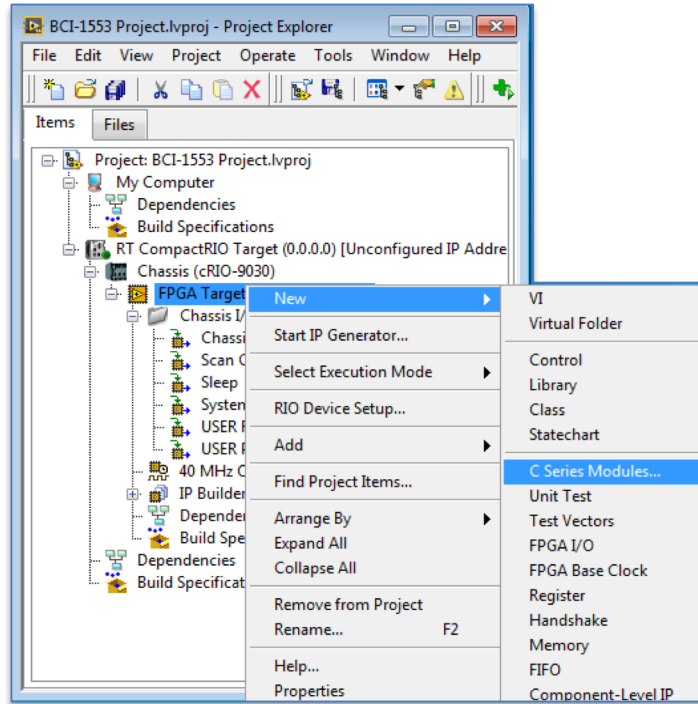 BCI-1553 Project.lvproj - Project Explorer
File Edit View Project Operate Tools Window Help
Items Files
Project: BCI-1553 Project.lvproj
My Computer
Dependencies
Build Specifications
RT CompactRIO Target (0.0.0.0) [Unconfigured IP Addre
Chassis (cRIO-9030)
FPGA Target
Chassis I/
Chassi
Scan C
Sleep
System
USER F
USER F
40 MHz C
IP Builder
Depender
Build Spe
Dependencies
Build Specificat
New
Start IP Generator...
Select Execution Mode
RIO Device Setup...
Add
Find Project Items...
Arrange By
Expand All
Collapse All
Remove from Project
Rename... F2
Help...
Properties
VI
Virtual Folder
Control
Library
Class
Statechart
C Series Modules...
Unit Test
Test Vectors
FPGA I/O
FPGA Base Clock
Register
Handshake
Memory
FIFO
Component-Level IP